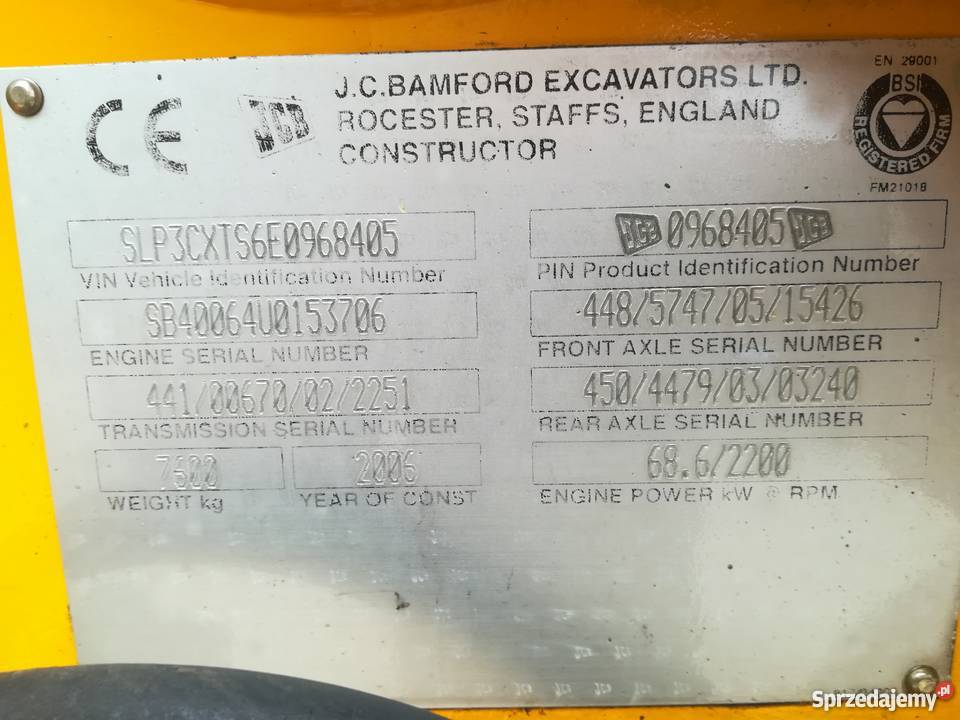 CE JCB J.C.BAMFORD EXCAVATORS LTD.
ROCESTER, STAFFS, ENGLAND
CONSTRUCTOR
EN 29001
BSI
REGISTERED FIRM
FM21018
SLP3CXTS6E0968405
VIN Vehicle Identification Number
JCB 0968405 JCB
PIN Product Identification Number
SB40064U0153706
ENGINE SERIAL NUMBER
448/5747/05/15426
FRONT AXLE SERIAL NUMBER
441/00670/02/2251
TRANSMISSION SERIAL NUMBER
450/4479/03/03240
REAR AXLE SERIAL NUMBER
7600
WEIGHT kg
2006
YEAR OF CONST
68.6/2200
ENGINE POWER kW @ RPM
Sprzedajemy.pl